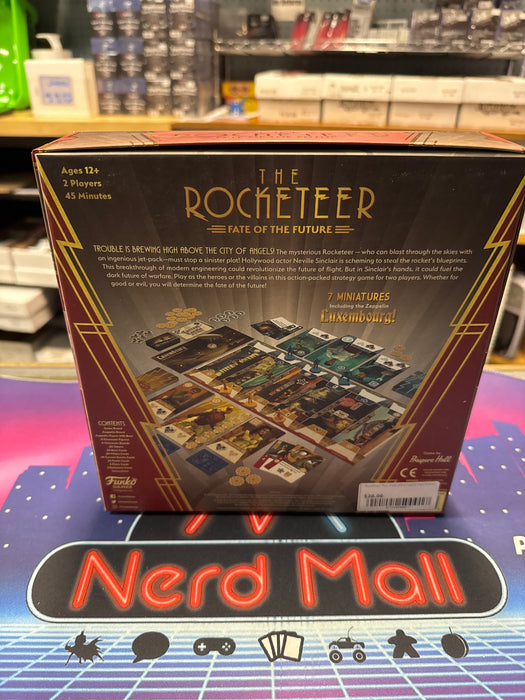 THE
ROCKETEER
FATE OF THE FUTURE
Ages 12+
2 Players
45 Minutes
TROUBLE IS BREWING HIGH ABOVE THE CITY OF ANGELS! The mysterious Rocketeer—who can blast through the skies with
an ingenious jet-pack—must stop a sinister plot! Hollywood actor Neville Sinclair is scheming to steal the rocket's blueprints.
This breakthrough of modern engineering could revolutionize the future of flight. But in Sinclair's hands, it could fuel the
dark future of warfare. Play as the heroes or the villains in this action-packed strategy game for two players. Whether for
good or evil, you will determine the fate of the future!
7 MINIATURES
Including the Zeppelin
Luxembourg!
CONTENTS
Funko
GAMES
Prospero Hall
CE
Nerd Mall